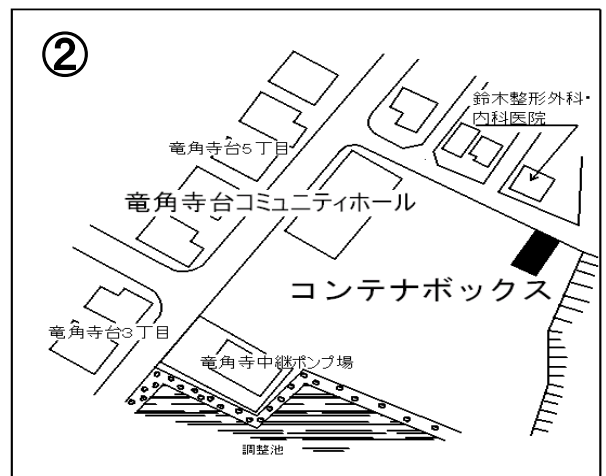 ②
鈴木整形外科・
内科医院
竜角寺台5丁目
竜角寺台コミュニティホール
コンテナボックス
竜角寺台3丁目
竜角寺中継ポンプ場
調整池